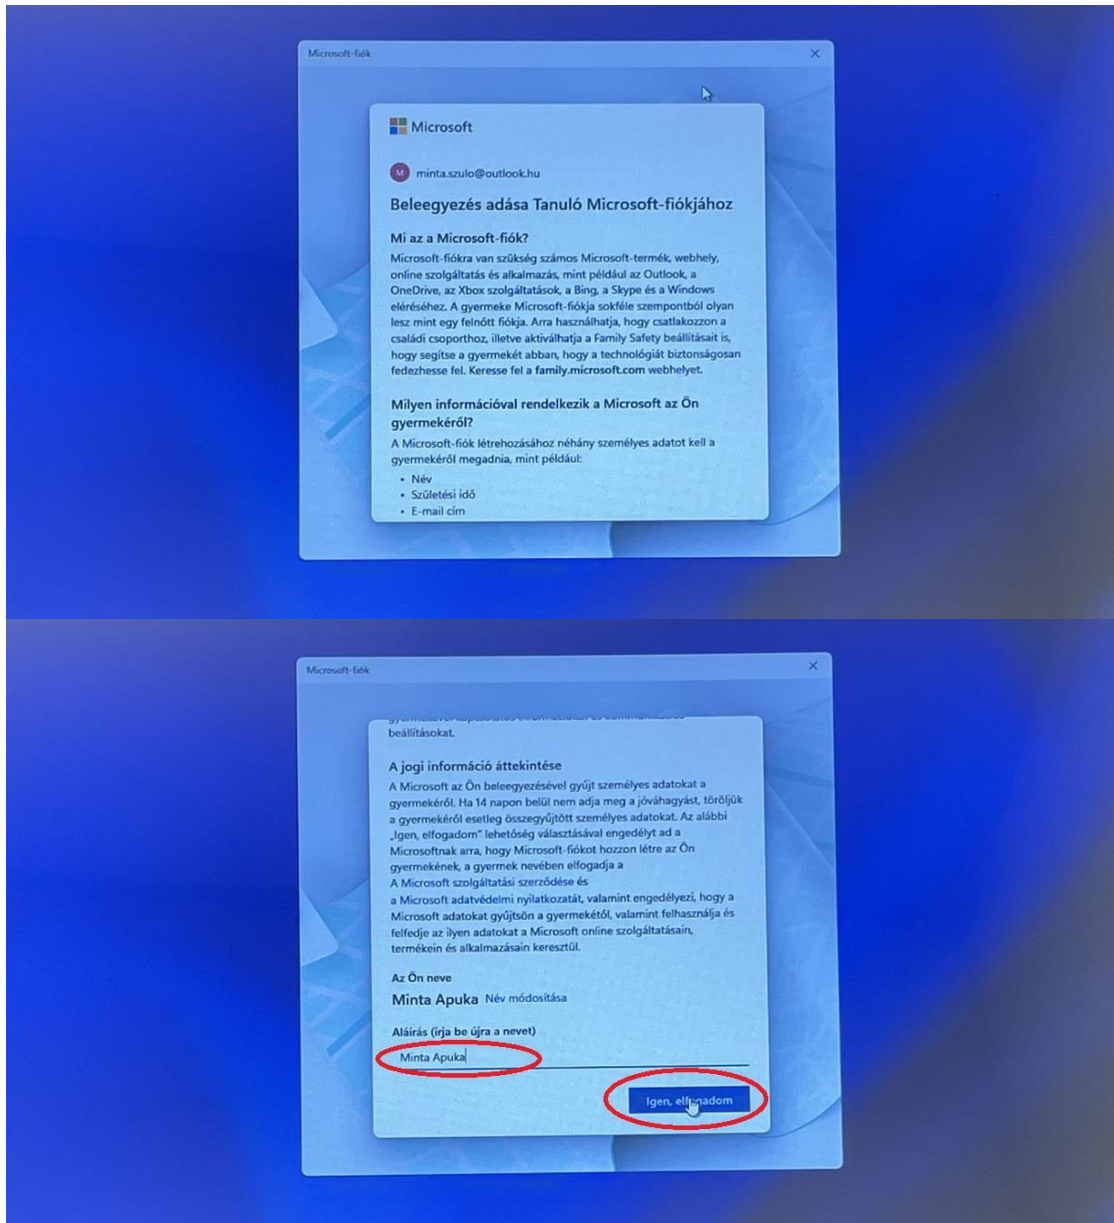 Microsoft-fiók
Microsoft
M
minta.szulo@outlook.hu
Beleegyezés adása Tanuló Microsoft-fiókjához
Mi az a Microsoft-fiók?
Microsoft-fiókra van szükség számos Microsoft-termék, webhely,
online szolgáltatás és alkalmazás, mint például az Outlook, a
OneDrive, az Xbox szolgáltatások, a Bing, a Skype és a Windows
eléréséhez. A gyermeke Microsoft-fiókja sokféle szempontból olyan
lesz mint egy felnőtt fiókja. Arra használhatja, hogy csatlakozzon a
családi csoporthoz, illetve aktiválhatja a Family Safety beállításait is,
hogy segítse a gyermekét abban, hogy a technológiát biztonságosan
fedezhesse fel. Keresse fel a family.microsoft.com webhelyet.
Milyen információval rendelkezik a Microsoft az Ön
gyermekéről?
A Microsoft-fiók létrehozásához néhány személyes adatot kell a
gyermekéről megadnia, mint például:
• Név
• Születési idő
• E-mail cím
Microsoft-fiók
beállításokat.
A jogi információ áttekintése
A Microsoft az Ön beleegyezésével gyűjt személyes adatokat a
gyermekéről. Ha 14 napon belül nem adja meg a jóváhagyást, töröljük
a gyermekéről esetleg összegyűjtött személyes adatokat. Az alábbi
„Igen, elfogadom” lehetőség választásával engedélyt ad a
Microsoftnak arra, hogy Microsoft-fiókot hozzon létre az Ön
gyermekének, a gyermek nevében elfogadja a
A Microsoft szolgáltatási szerződése és
a Microsoft adatvédelmi nyilatkozatát, valamint engedélyezi, hogy a
Microsoft adatokat gyűjtsön a gyermekétől, valamint felhasználja és
felfedje az ilyen adatokat a Microsoft online szolgáltatásain,
termékein és alkalmazásain keresztül.
Az Ön neve
Minta Apuka Név módosítása
Aláírás (írja be újra a nevet)
Minta Apuka
Igen, elfogadom